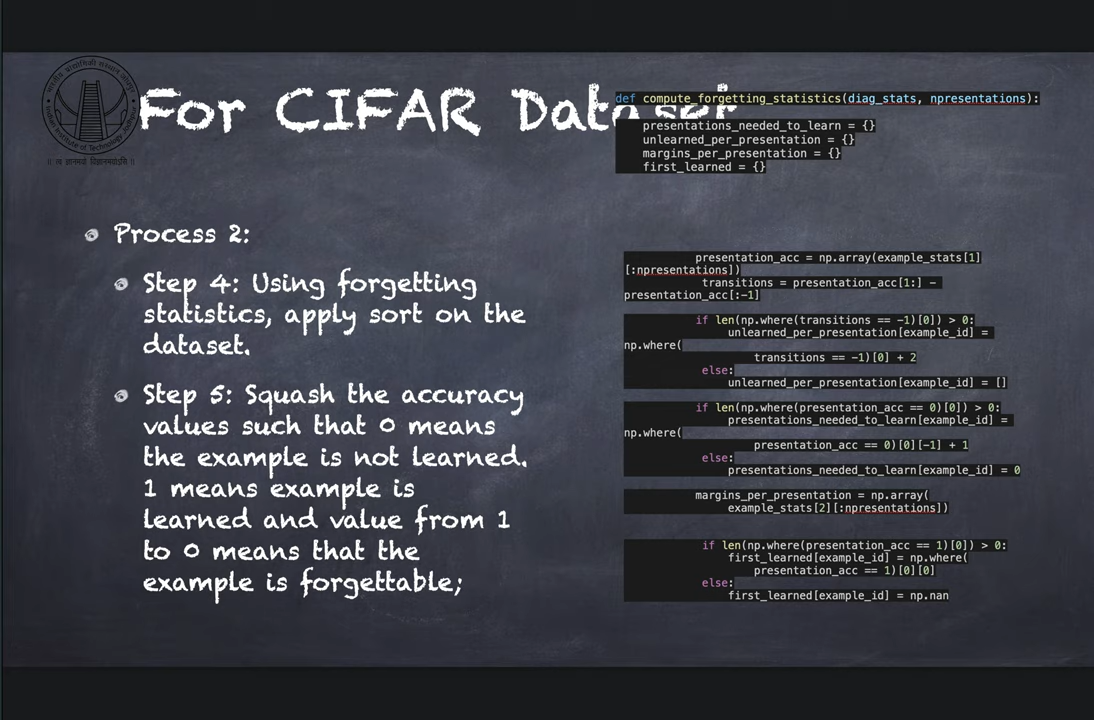 For CIFAR Dataset
Process 2:
Step 4: Using forgetting
statistics, apply sort on the
dataset.
Step 5: Squash the accuracy
values such that 0 means
the example is not learned.
1 means example is
learned and value from 1
to 0 means that the
example is forgettable;
def compute_forgetting_statistics(diag_stats, npresentations):
presentations_needed_to_learn = {}
unlearned_per_presentation = {}
margins_per_presentation = {}
first_learned = {}
presentation_acc = np.array(example_stats[1]
[:npresentations])
transitions = presentation_acc[1:] -
presentation_acc[:-1]
if len(np.where(transitions == -1)[0]) > 0:
unlearned_per_presentation[example_id] =
np.where(
transitions == -1)[0] + 2
else:
unlearned_per_presentation[example_id] = []
if len(np.where(presentation_acc == 0)[0]) > 0:
presentations_needed_to_learn[example_id] =
np.where(
presentation_acc == 0)[0][-1] + 1
else:
presentations_needed_to_learn[example_id] = 0
margins_per_presentation = np.array(
example_stats[2][:npresentations])
if len(np.where(presentation_acc == 1)[0]) > 0:
first_learned[example_id] = np.where(
presentation_acc == 1)[0][0]
else:
first_learned[example_id] = np.nan